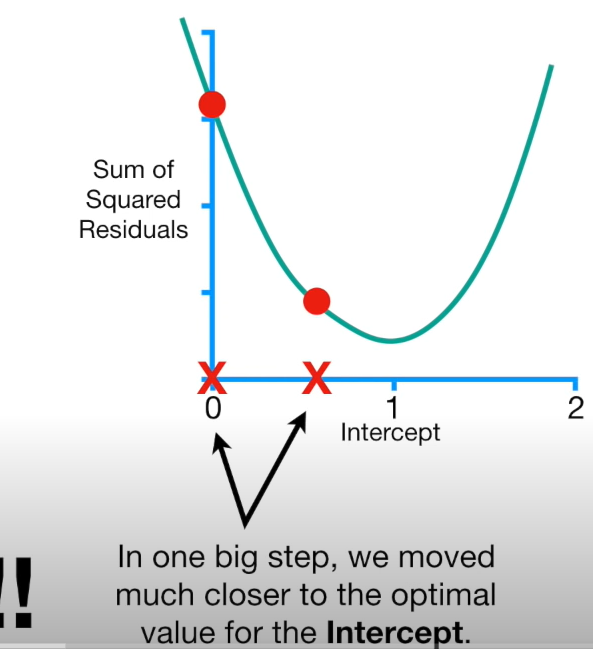 Sum of
Squared
Residuals
0
1
2
Intercept
X
X
!!
In one big step, we moved
much closer to the optimal
value for the Intercept.